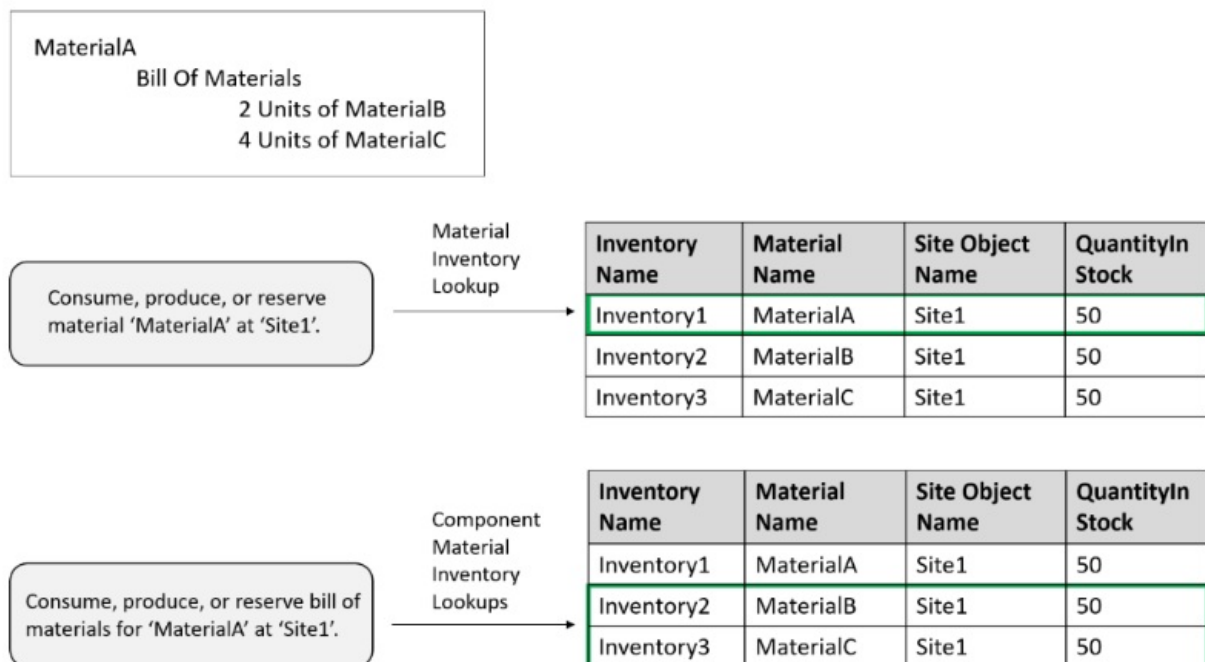 MaterialA
Bill Of Materials
2 Units of MaterialB
4 Units of MaterialC
Consume, produce, or reserve
material ‘MaterialA’ at ‘Site1’.
Material
Inventory
Lookup
Inventory Name | Material Name | Site Object Name | QuantityIn Stock
Inventory1 | MaterialA | Site1 | 50
Inventory2 | MaterialB | Site1 | 50
Inventory3 | MaterialC | Site1 | 50
Consume, produce, or reserve bill of
materials for ‘MaterialA’ at ‘Site1’.
Component
Material
Inventory
Lookups
Inventory Name | Material Name | Site Object Name | QuantityIn Stock
Inventory1 | MaterialA | Site1 | 50
Inventory2 | MaterialB | Site1 | 50
Inventory3 | MaterialC | Site1 | 50